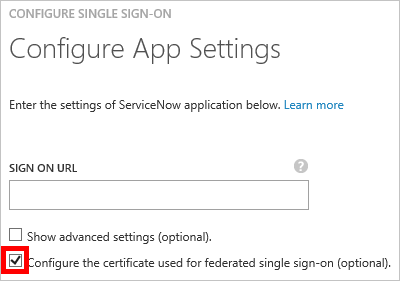 CONFIGURE SINGLE SIGN-ON
Configure App Settings
Enter the settings of ServiceNow application below. Learn more
SIGN ON URL
?
Show advanced settings (optional).
Configure the certificate used for federated single sign-on (optional).